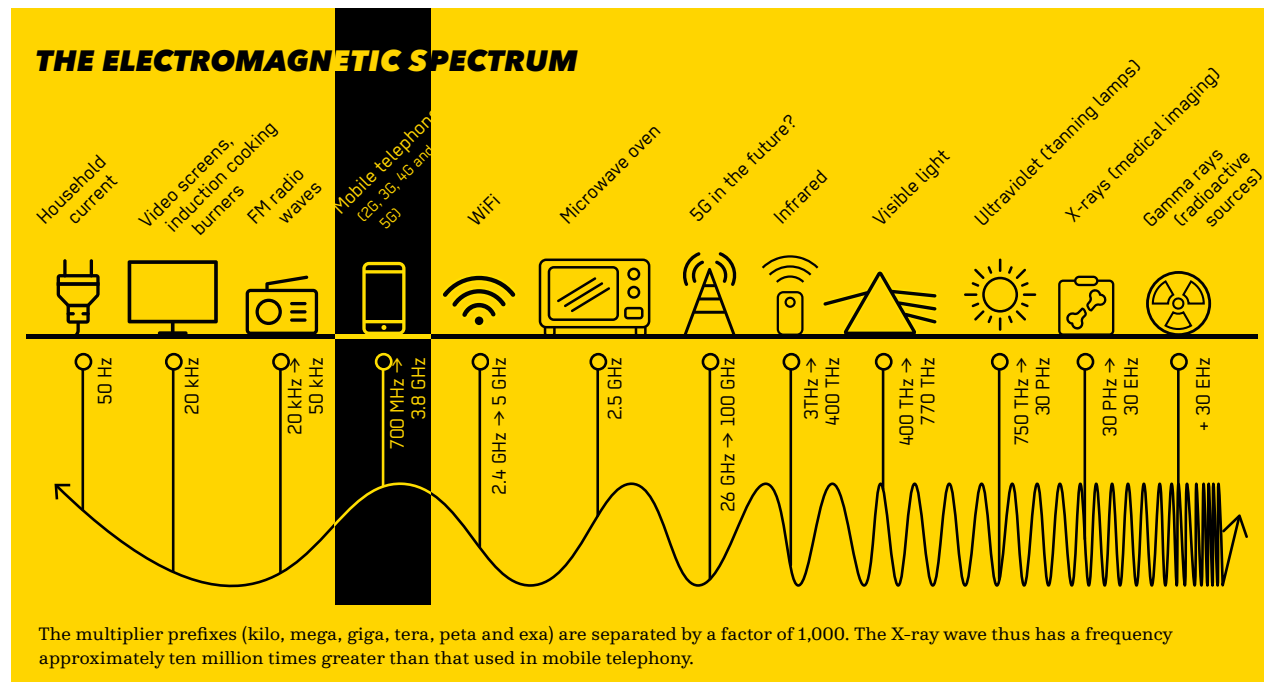 THE ELECTROMAGNETIC SPECTRUM
Household
current
Video screens,
induction cooking
burners
FM radio
waves
Mobile telephony
(2G, 3G, 4G and
5G)
WiFi
Microwave oven
5G in the future?
Infrared
Visible light
Ultraviolet (tanning lamps)
X-rays (medical imaging)
Gamma rays
(radioactive
sources)
50 Hz
20 kHz
20 kHz →
50 kHz
700 MHz →
3.8 GHz
2.4 GHz → 5 GHz
2.5 GHz
26 GHz → 100 GHz
3THz →
400 THz
400 THz →
770 THz
750 THz →
30 PHz
30 PHz →
30 EHz
+ 30 EHz
The multiplier prefixes (kilo, mega, giga, tera, peta and exa) are separated by a factor of 1,000. The X-ray wave thus has a frequency
approximately ten million times greater than that used in mobile telephony.